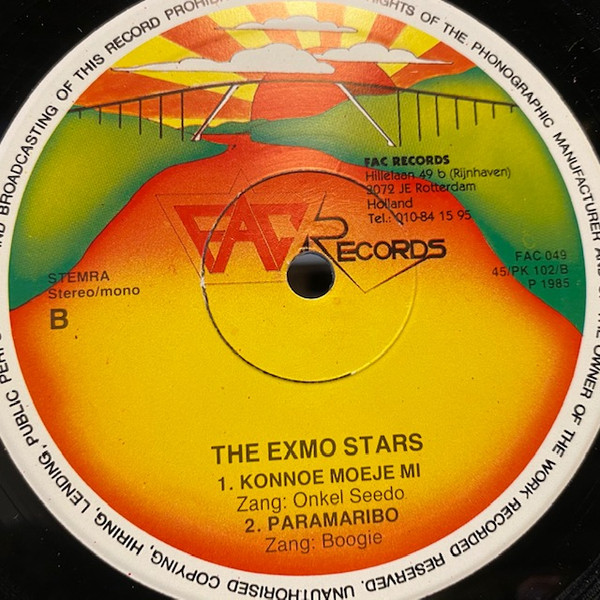 AND BROADCASTING OF THIS RECORD PROHIB
RIGHTS OF THE PHONOGRAPHIC MANUFACTURER AND
THE OWNER OF THE WORK RECORDED RESERVED. UNAUTHORISED COPYING, HIRING, LENDING, PUBLIC PERF
FAC RECORDS
Hillelaan 49 b (Rijnhaven)
3072 JE Rotterdam
Holland
Tel.: 010-84 15 95
FAC RECORDS
STEMRA
Stereo/mono
B
FAC 049
45/PK 102/B
P 1985
THE EXMO STARS
1. KONNOE MOEJE MI
Zang: Onkel Seedo
2. PARAMARIBO
Zang: Boogie